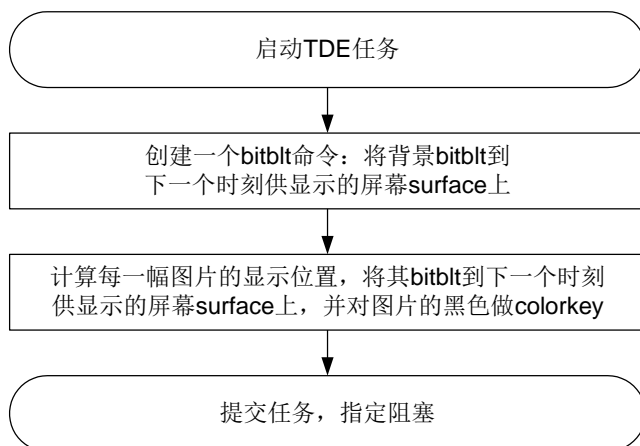 启动TDE任务
创建一个bitblt命令：将背景bitblt到
下一个时刻供显示的屏幕surface上
计算每一幅图片的显示位置，将其bitblt到下一个时刻
供显示的屏幕surface上，并对图片的黑色做colorkey
提交任务，指定阻塞